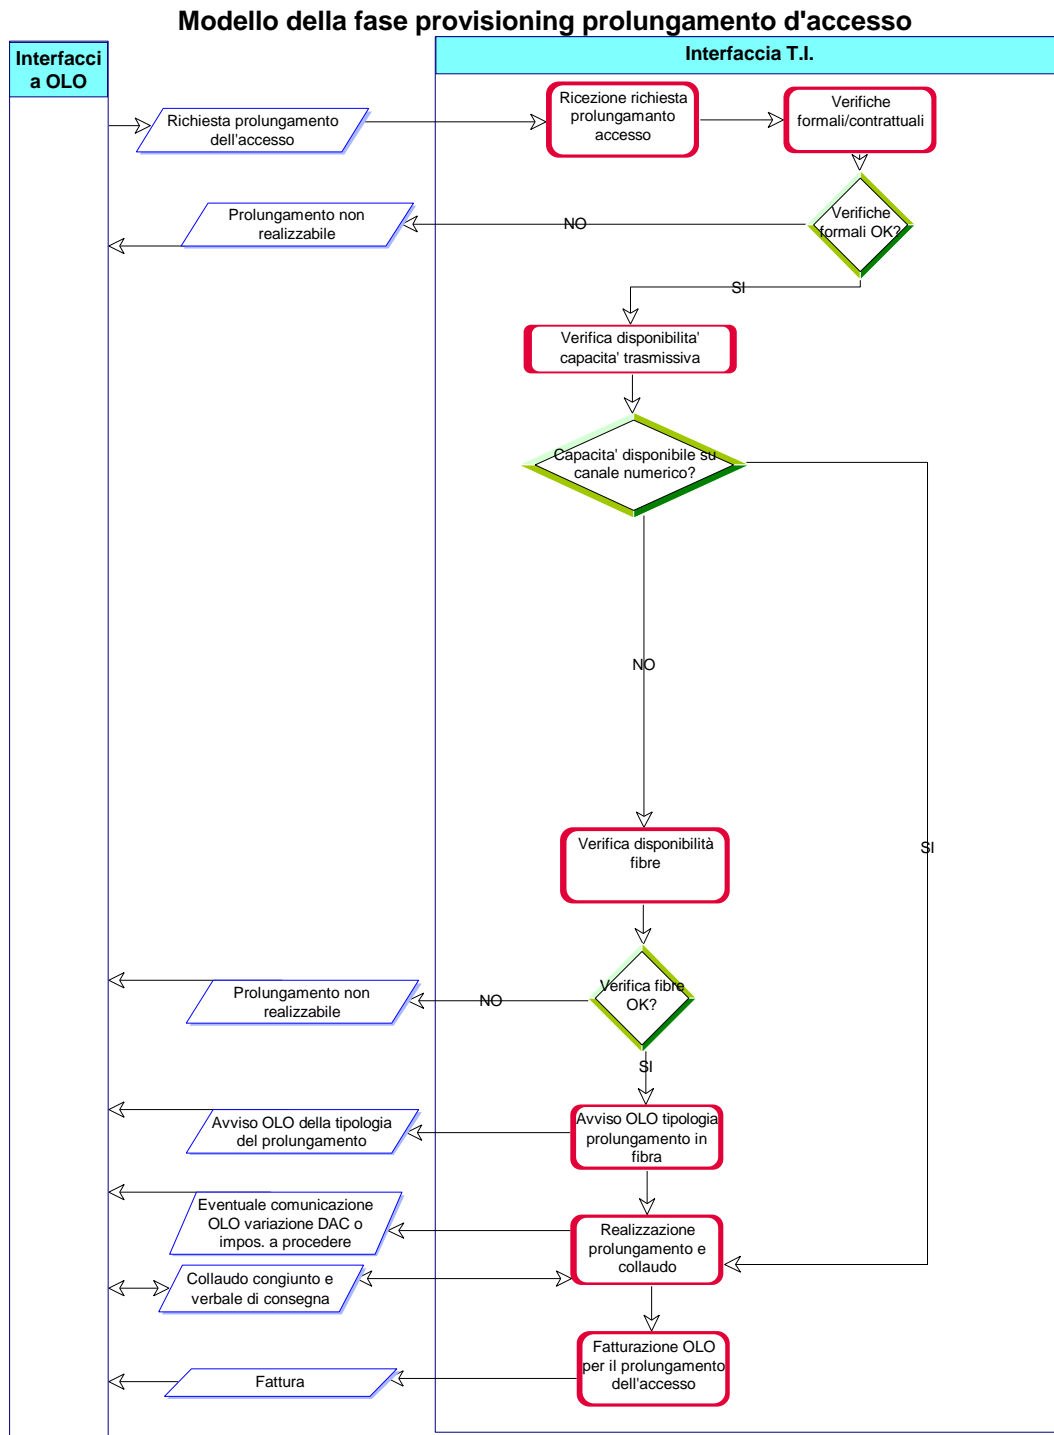 Modello della fase provisioning prolungamento d'accesso
Interfacci
a OLO
Interfaccia T.I.
Richiesta prolungamento
dell'accesso
Ricezione richiesta
prolungamanto
accesso
Verifiche
formali/contrattuali
Prolungamento non
realizzabile
NO
Verifiche
formali OK?
SI
Verifica disponibilita'
capacita' trasmissiva
Capacita' disponibile su
canale numerico?
NO
SI
Verifica disponibilità
fibre
Prolungamento non
realizzabile
NO
Verifica fibre
OK?
SI
Avviso OLO della tipologia
del prolungamento
Avviso OLO tipologia
prolungamento in
fibra
Eventuale comunicazione
OLO variazione DAC o
impos. a procedere
Realizzazione
prolungamento e
collaudo
Collaudo congiunto e
verbale di consegna
Fatturazione OLO
per il prolungamento
dell'accesso
Fattura